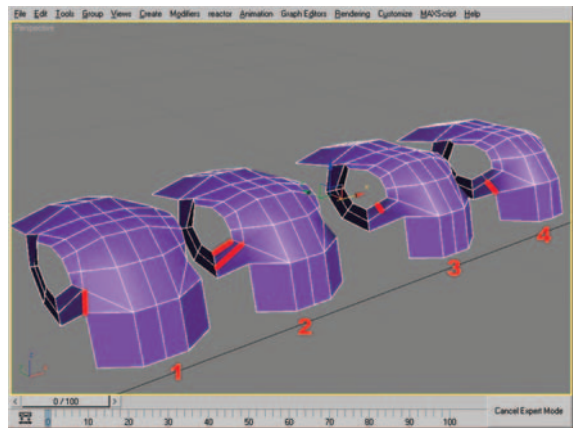 File Edit Tools Group Views Create Modifiers reactor Animation Graph Editors Rendering Customize MAXScript Help
Perspective
1
2
3
4
< 0 / 100 >
Cancel Expert Mode
0 10 20 30 40 50 60 70 80 90 100